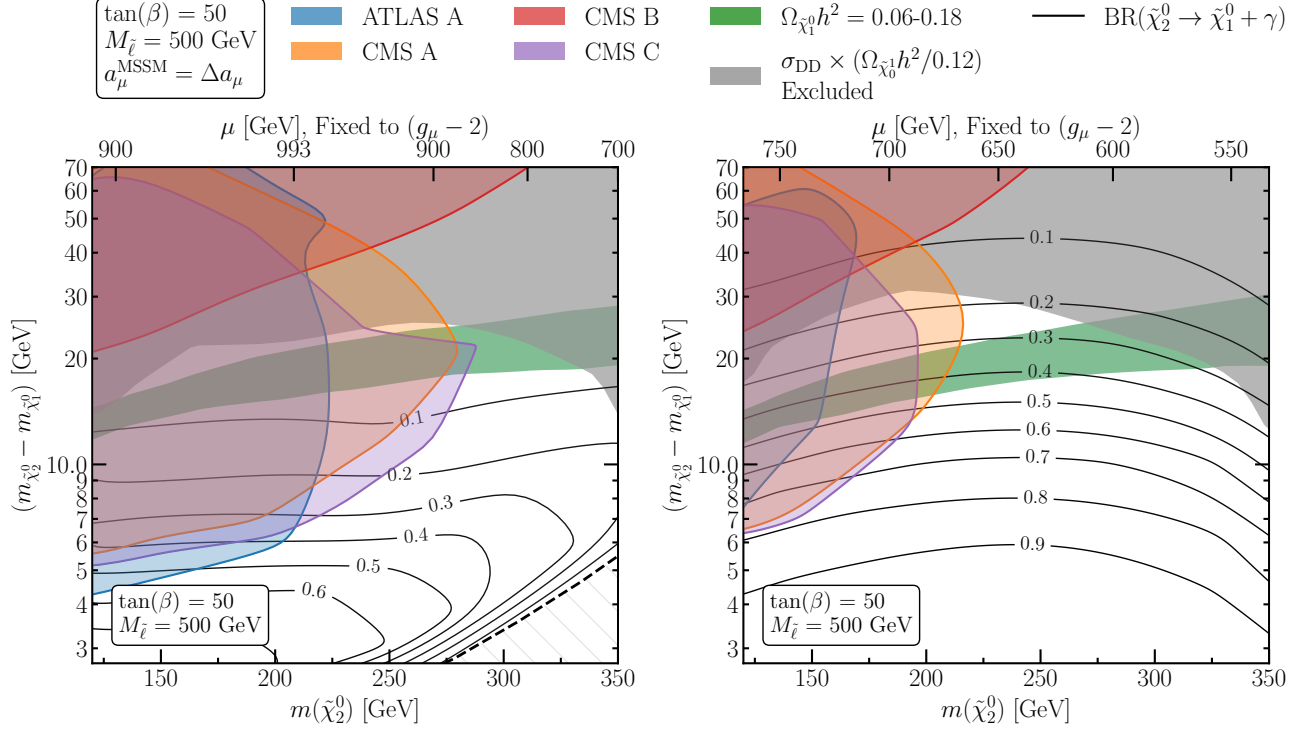 tan(β) = 50
M_ℓ̃ = 500 GeV
a_μ^MSSM = Δa_μ
ATLAS A
CMS A
CMS B
CMS C
Ω_χ̃₁⁰ h² = 0.06-0.18
σ_DD × (Ω_χ̃₀¹ h²/0.12)
Excluded
BR(χ̃₂⁰ → χ̃₁⁰ + γ)
μ [GeV], Fixed to (g_μ − 2)
900 993 900 800 700
70
60
50
40
30
20
10.0
9
8
7
6
5
4
3
(m_χ̃₂⁰ − m_χ̃₁⁰) [GeV]
0.1
0.2
0.3
0.4
0.5
0.6
tan(β) = 50
M_ℓ̃ = 500 GeV
150 200 250 300 350
m(χ̃₂⁰) [GeV]
μ [GeV], Fixed to (g_μ − 2)
750 700 650 600 550
70
60
50
40
30
20
10.0
9
8
7
6
5
4
3
(m_χ̃₂⁰ − m_χ̃₁⁰) [GeV]
0.1
0.2
0.3
0.4
0.5
0.6
0.7
0.8
0.9
tan(β) = 50
M_ℓ̃ = 500 GeV
150 200 250 300 350
m(χ̃₂⁰) [GeV]